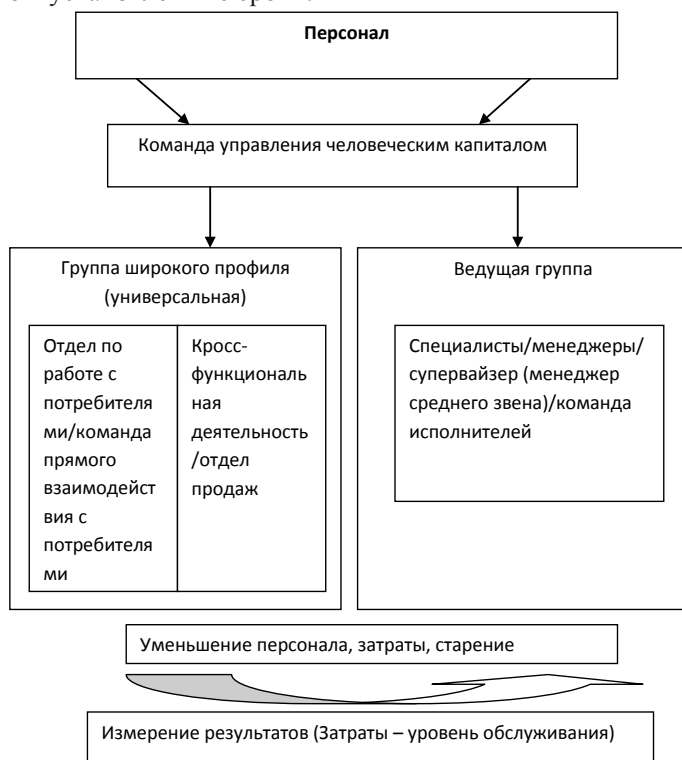 Персонал
Команда управления человеческим капиталом
Группа широкого профиля
(универсальная)
Отдел по
работе с
потребителя
ми/команда
прямого
взаимодейст
вия с
потребителя
ми
Кросс-
функциональ
ная
деятельность
/отдел
продаж
Ведущая группа
Специалисты/менеджеры/
супервайзер (менеджер
среднего звена)/команда
исполнителей
Уменьшение персонала, затраты, старение
Измерение результатов (Затраты – уровень обслуживания)